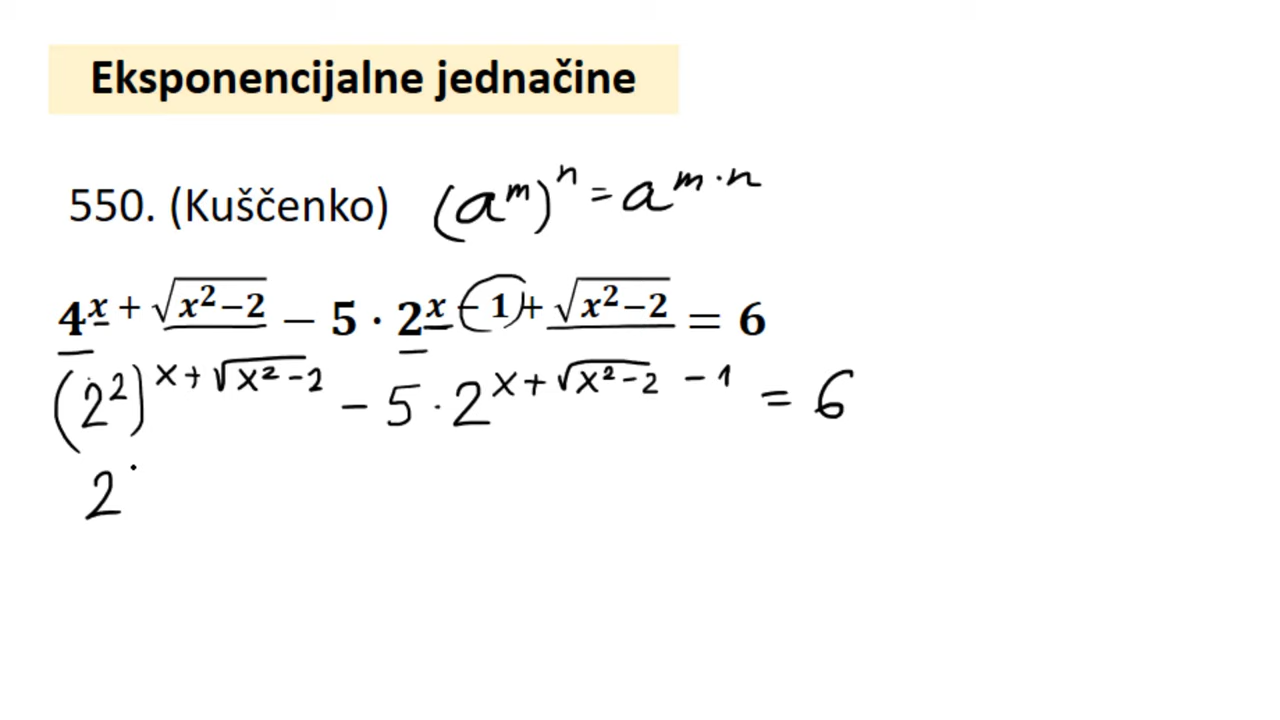 Eksponencijalne jednačine
550. (Kuščenko) (a^m)^n = a^{m·n}
4^{x + √(x²−2)} − 5 · 2^{x − 1 + √(x²−2)} = 6
(2²)^{x + √(x²−2)} − 5 · 2^{x + √(x²−2) − 1} = 6
2